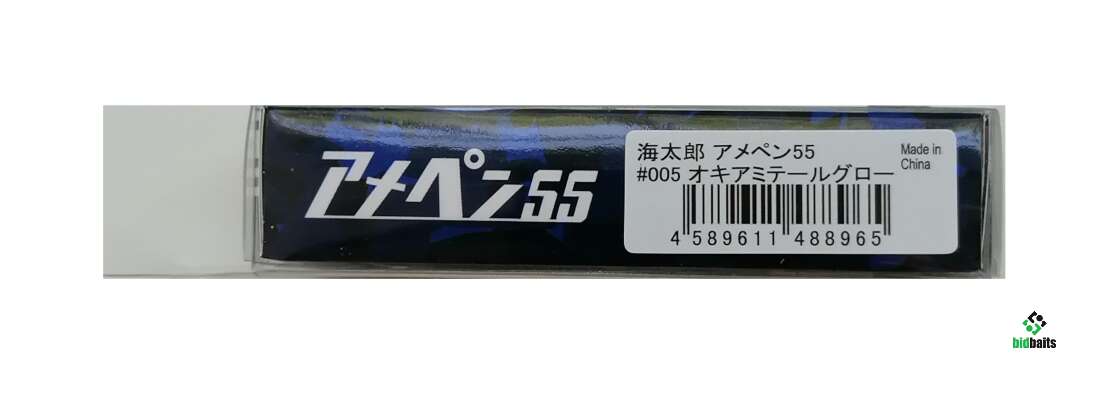 アメペン55
海太郎 アメペン55
#005 オキアミテールグロー
Made in
China
4 589611 488965
bidbaits